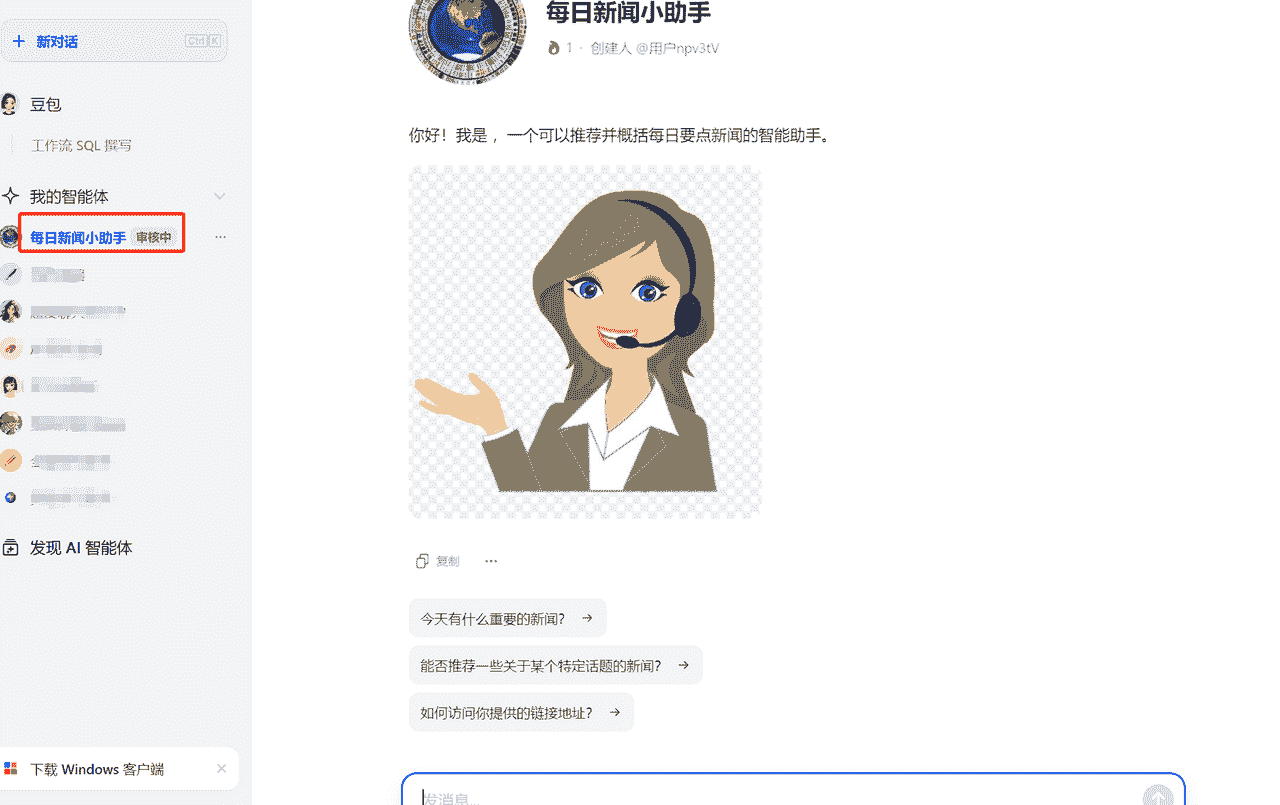 新对话
Ctrl K
豆包
工作流 SQL 撰写
我的智能体
每日新闻小助手 审核中
发现 AI 智能体
下载 Windows 客户端
每日新闻小助手
1 · 创建人 @用户npv3tV
你好！我是 ，一个可以推荐并概括每日要点新闻的智能助手。
复制
今天有什么重要的新闻？ →
能否推荐一些关于某个特定话题的新闻？ →
如何访问你提供的链接地址？ →
发消息...